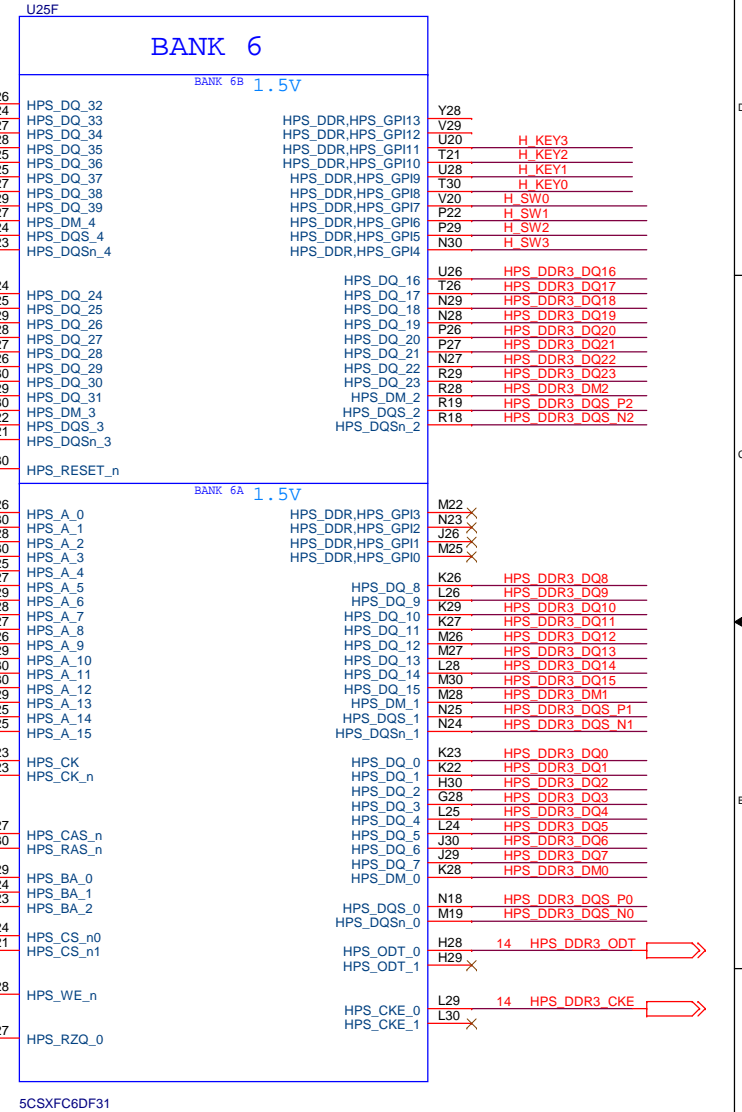 U25F
BANK 6
BANK 6B 1.5V
HPS_DQ_32
HPS_DQ_33
HPS_DQ_34
HPS_DQ_35
HPS_DQ_36
HPS_DQ_37
HPS_DQ_38
HPS_DQ_39
HPS_DM_4
HPS_DQS_4
HPS_DQSn_4
HPS_DQ_24
HPS_DQ_25
HPS_DQ_26
HPS_DQ_27
HPS_DQ_28
HPS_DQ_29
HPS_DQ_30
HPS_DQ_31
HPS_DM_3
HPS_DQS_3
HPS_DQSn_3
HPS_RESET_n
HPS_DDR,HPS_GPI13 Y28
HPS_DDR,HPS_GPI12 V29
HPS_DDR,HPS_GPI11 U20 H_KEY3
HPS_DDR,HPS_GPI10 T21 H_KEY2
HPS_DDR,HPS_GPI9 U28 H_KEY1
HPS_DDR,HPS_GPI8 T30 H_KEY0
HPS_DDR,HPS_GPI7 V20 H_SW0
HPS_DDR,HPS_GPI6 P22 H_SW1
HPS_DDR,HPS_GPI5 P29 H_SW2
HPS_DDR,HPS_GPI4 N30 H_SW3
HPS_DQ_16 U26 HPS_DDR3_DQ16
HPS_DQ_17 T26 HPS_DDR3_DQ17
HPS_DQ_18 N29 HPS_DDR3_DQ18
HPS_DQ_19 N28 HPS_DDR3_DQ19
HPS_DQ_20 P26 HPS_DDR3_DQ20
HPS_DQ_21 P27 HPS_DDR3_DQ21
HPS_DQ_22 N27 HPS_DDR3_DQ22
HPS_DQ_23 R29 HPS_DDR3_DQ23
HPS_DM_2 R28 HPS_DDR3_DM2
HPS_DQS_2 R19 HPS_DDR3_DQS_P2
HPS_DQSn_2 R18 HPS_DDR3_DQS_N2
BANK 6A 1.5V
HPS_A_0
HPS_A_1
HPS_A_2
HPS_A_3
HPS_A_4
HPS_A_5
HPS_A_6
HPS_A_7
HPS_A_8
HPS_A_9
HPS_A_10
HPS_A_11
HPS_A_12
HPS_A_13
HPS_A_14
HPS_A_15
HPS_CK
HPS_CK_n
HPS_CAS_n
HPS_RAS_n
HPS_BA_0
HPS_BA_1
HPS_BA_2
HPS_CS_n0
HPS_CS_n1
HPS_WE_n
HPS_RZQ_0
HPS_DDR,HPS_GPI3 M22
HPS_DDR,HPS_GPI2 N23
HPS_DDR,HPS_GPI1 J26
HPS_DDR,HPS_GPI0 M25
HPS_DQ_8 K26 HPS_DDR3_DQ8
HPS_DQ_9 L26 HPS_DDR3_DQ9
HPS_DQ_10 K29 HPS_DDR3_DQ10
HPS_DQ_11 K27 HPS_DDR3_DQ11
HPS_DQ_12 M26 HPS_DDR3_DQ12
HPS_DQ_13 M27 HPS_DDR3_DQ13
HPS_DQ_14 L28 HPS_DDR3_DQ14
HPS_DQ_15 M30 HPS_DDR3_DQ15
HPS_DM_1 M28 HPS_DDR3_DM1
HPS_DQS_1 N25 HPS_DDR3_DQS_P1
HPS_DQSn_1 N24 HPS_DDR3_DQS_N1
HPS_DQ_0 K23 HPS_DDR3_DQ0
HPS_DQ_1 K22 HPS_DDR3_DQ1
HPS_DQ_2 H30 HPS_DDR3_DQ2
HPS_DQ_3 G28 HPS_DDR3_DQ3
HPS_DQ_4 L25 HPS_DDR3_DQ4
HPS_DQ_5 L24 HPS_DDR3_DQ5
HPS_DQ_6 J30 HPS_DDR3_DQ6
HPS_DQ_7 J29 HPS_DDR3_DQ7
HPS_DM_0 K28 HPS_DDR3_DM0
HPS_DQS_0 N18 HPS_DDR3_DQS_P0
HPS_DQSn_0 M19 HPS_DDR3_DQS_N0
HPS_ODT_0 H28 14 HPS_DDR3_ODT
HPS_ODT_1 H29
HPS_CKE_0 L29 14 HPS_DDR3_CKE
HPS_CKE_1 L30
5CSXFC6DF31